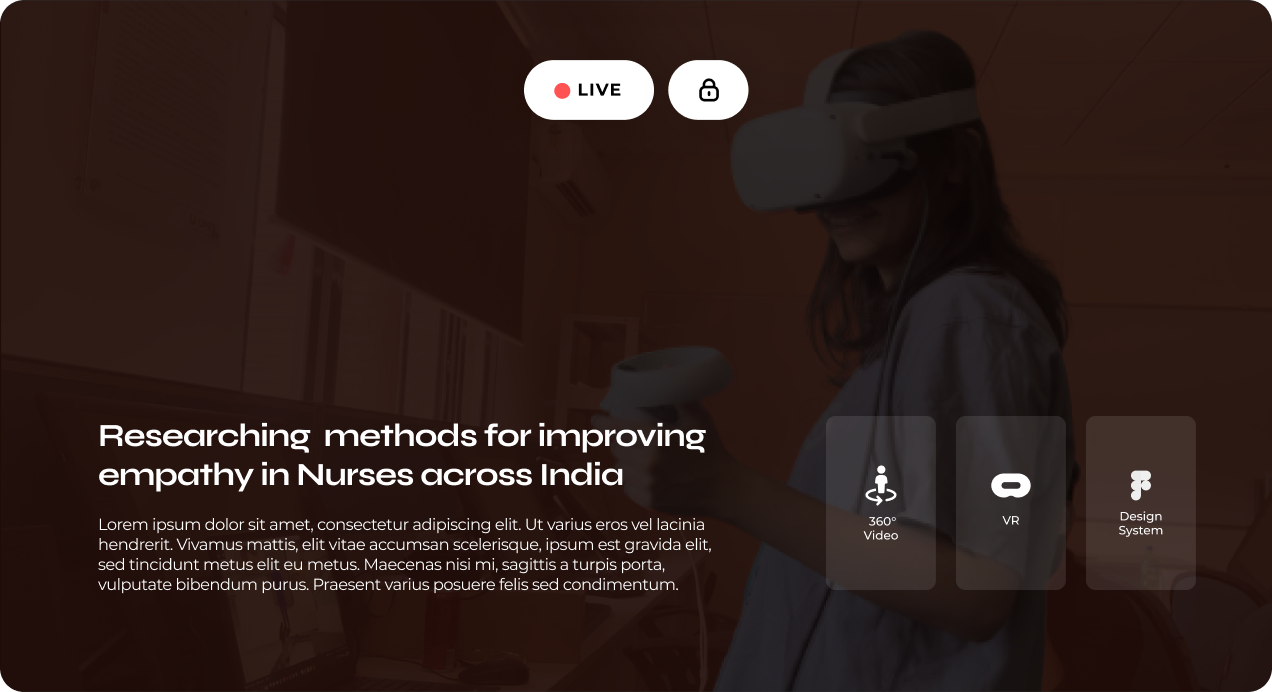 LIVE
Researching methods for improving
empathy in Nurses across India
Lorem ipsum dolor sit amet, consectetur adipiscing elit. Ut varius eros vel lacinia
hendrerit. Vivamus mattis, elit vitae accumsan scelerisque, ipsum est gravida elit,
sed tincidunt metus elit eu metus. Maecenas nisi mi, sagittis a turpis porta,
vulputate bibendum purus. Praesent varius posuere felis sed condimentum.
360°
Video
VR
Design
System